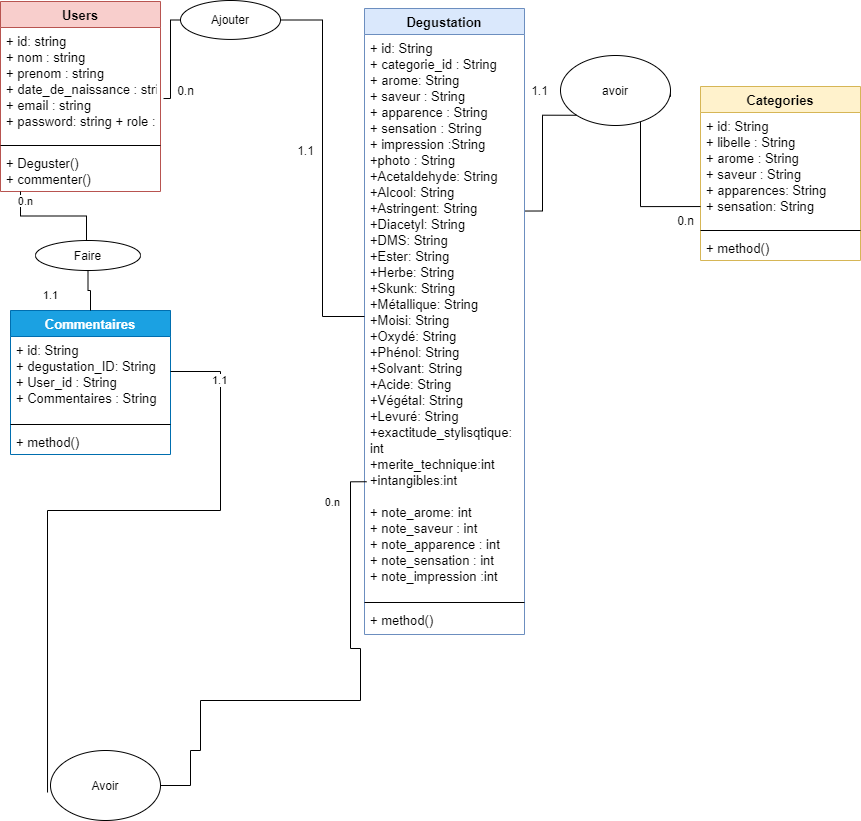 Users
+ id: string
+ nom : string
+ prenom : string
+ date_de_naissance : stri
+ email : string
+ password: string + role :
+ Deguster()
+ commenter()
0.n
Ajouter
0.n
1.1
Faire
1.1
Commentaires
+ id: String
+ degustation_ID: String
+ User_id : String
+ Commentaires : String
+ method()
1.1
Degustation
+ id: String
+ categorie_id : String
+ arome: String
+ saveur : String
+ apparence : String
+ sensation : String
+ impression :String
+photo : String
+Acetaldehyde: String
+Alcool: String
+Astringent: String
+Diacetyl: String
+DMS: String
+Ester: String
+Herbe: String
+Skunk: String
+Métallique: String
+Moisi: String
+Oxydé: String
+Phénol: String
+Solvant: String
+Acide: String
+Végétal: String
+Levuré: String
+exactitude_stylisqtique:
int
+merite_technique:int
+intangibles:int
+ note_arome: int
+ note_saveur : int
+ note_apparence : int
+ note_sensation : int
+ note_impression :int
+ method()
0.n
1.1
avoir
0.n
Categories
+ id: String
+ libelle : String
+ arome : String
+ saveur : String
+ apparences: String
+ sensation: String
+ method()
Avoir